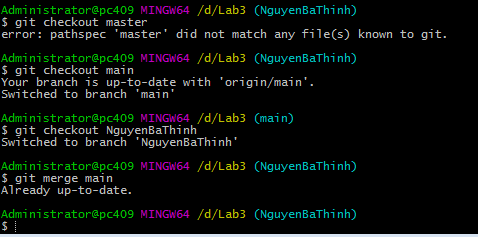 Administrator@pc409 MINGW64 /d/Lab3 (NguyenBaThinh)
$ git checkout master
error: pathspec 'master' did not match any file(s) known to git.
Administrator@pc409 MINGW64 /d/Lab3 (NguyenBaThinh)
$ git checkout main
Your branch is up-to-date with 'origin/main'.
Switched to branch 'main'
Administrator@pc409 MINGW64 /d/Lab3 (main)
$ git checkout NguyenBaThinh
Switched to branch 'NguyenBaThinh'
Administrator@pc409 MINGW64 /d/Lab3 (NguyenBaThinh)
$ git merge main
Already up-to-date.
Administrator@pc409 MINGW64 /d/Lab3 (NguyenBaThinh)
$